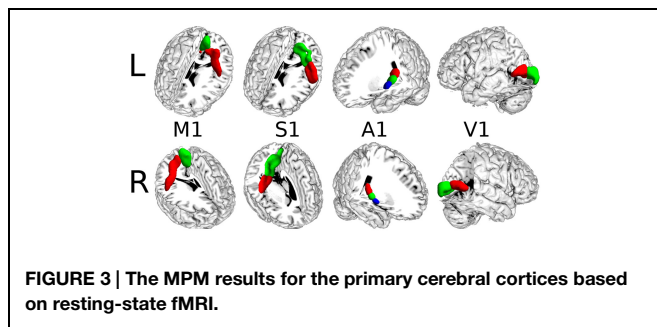 L
M1 S1 A1 V1
R
FIGURE 3 | The MPM results for the primary cerebral cortices based
on resting-state fMRI.